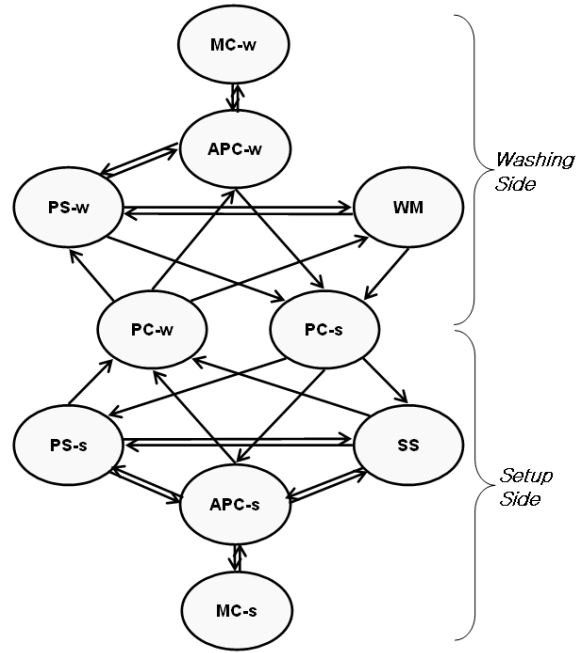 MC-w
APC-w
PS-w
WM
Washing
Side
PC-w
PC-s
PS-s
SS
APC-s
Setup
Side
MC-s